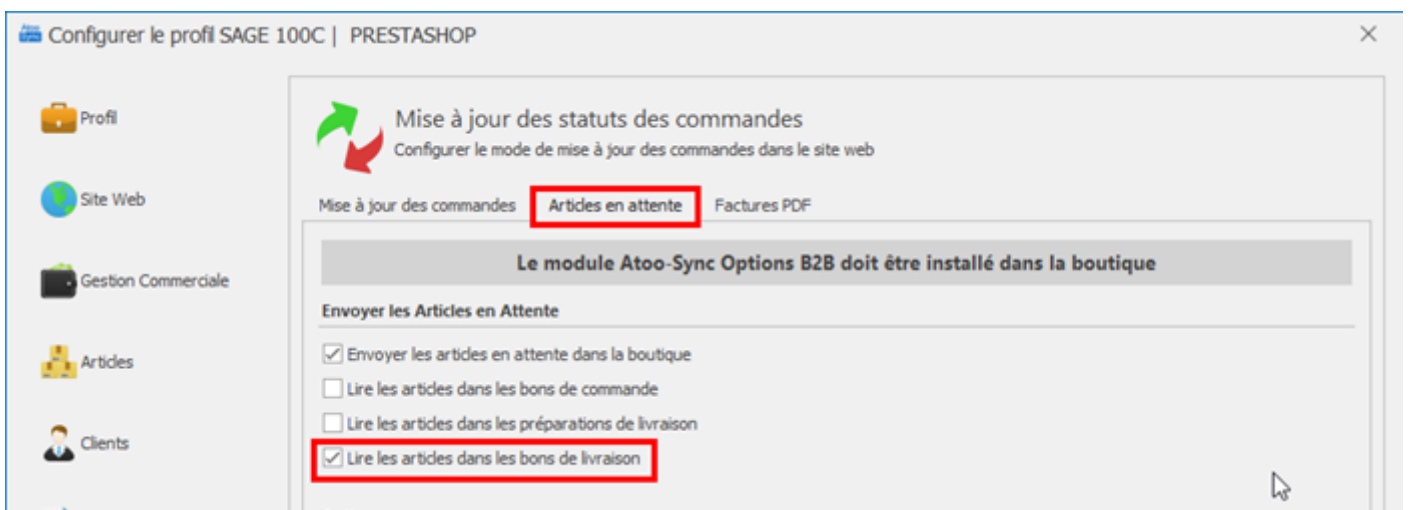 Configurer le profil SAGE 100C | PRESTASHOP
Profil
Site Web
Gestion Commerciale
Articles
Clients
Mise à jour des statuts des commandes
Configurer le mode de mise à jour des commandes dans le site web
Mise à jour des commandes Articles en attente Factures PDF
Le module Atoo-Sync Options B2B doit être installé dans la boutique
Envoyer les Articles en Attente
Envoyer les articles en attente dans la boutique
Lire les articles dans les bons de commande
Lire les articles dans les préparations de livraison
Lire les articles dans les bons de livraison